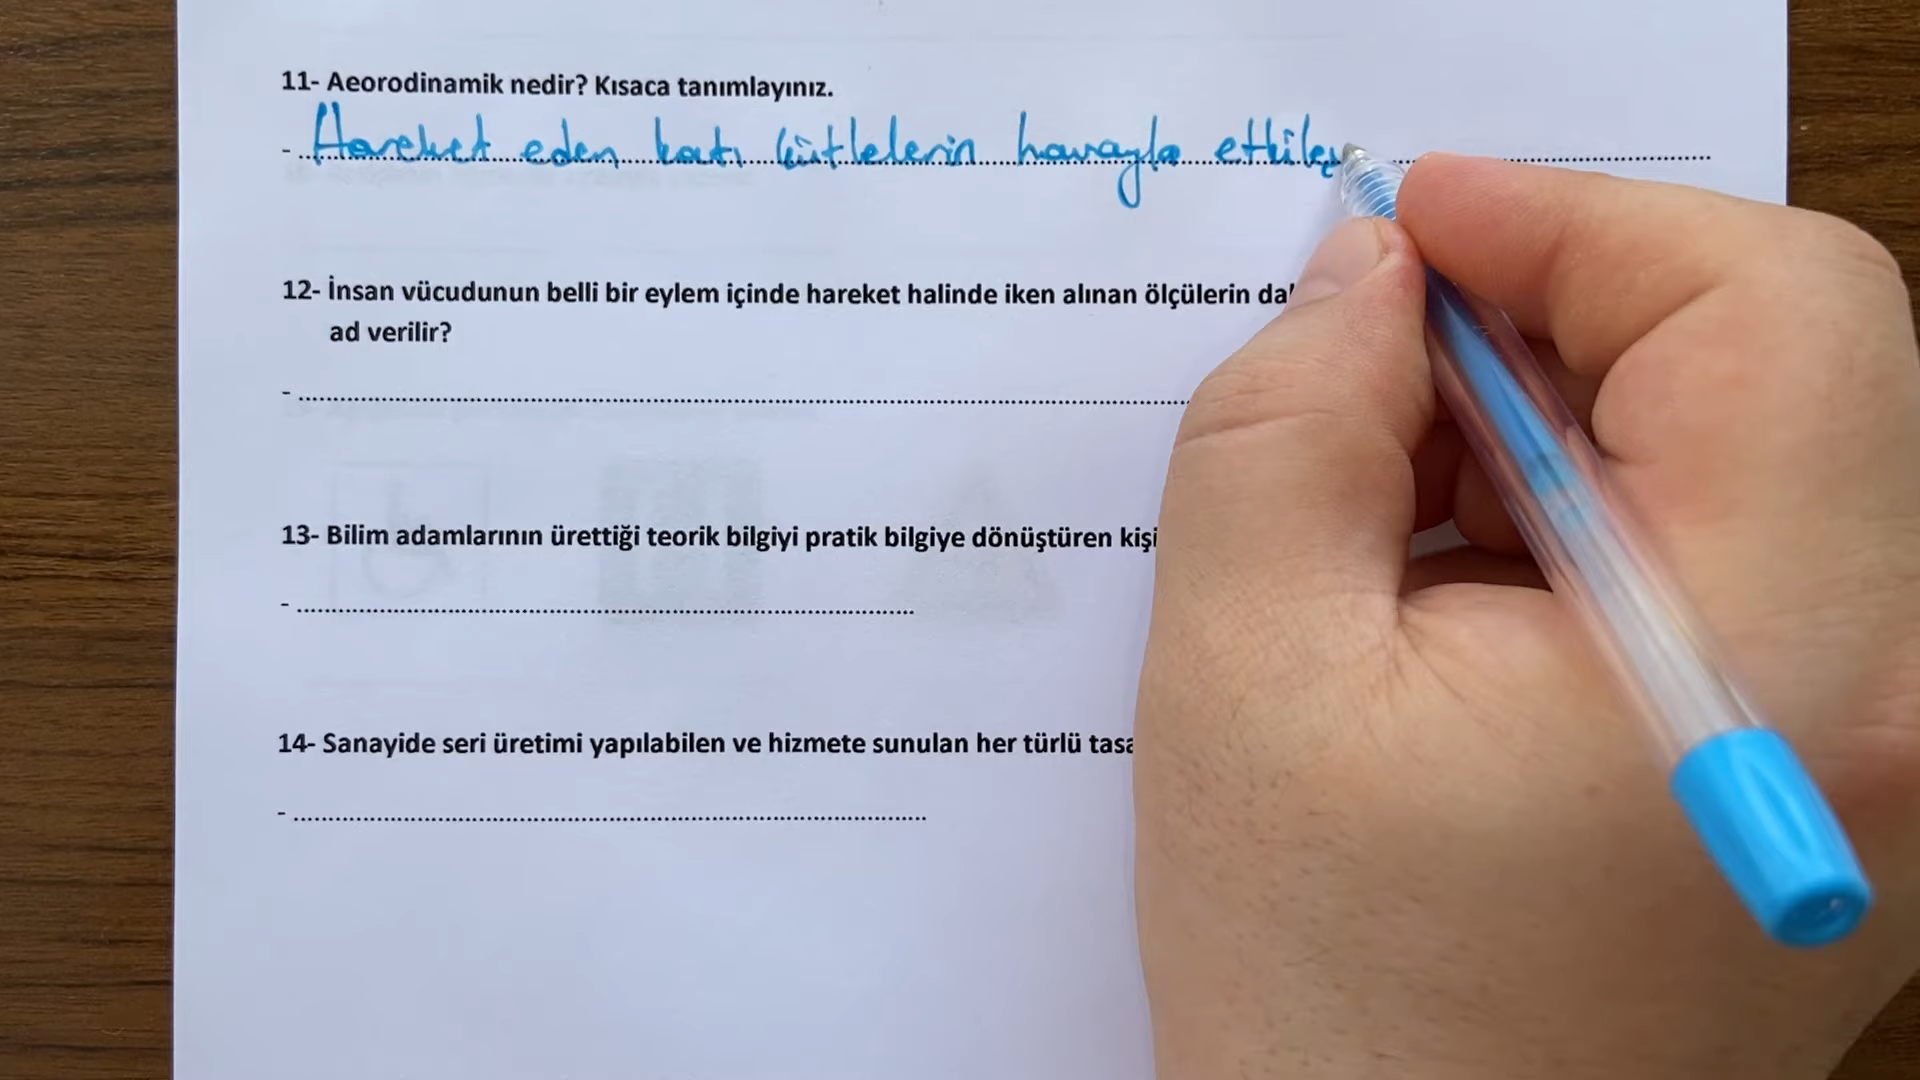 11- Aeorodinamik nedir? Kısaca tanımlayınız.
- Hareket eden katı kütlelerin havayla
12- İnsan vücudunun belli bir eylem içinde hareket halinde iken alınan ölçülerin
ad verilir?
-
13- Bilim adamlarının ürettiği teorik bilgiyi pratik bilgiye dönüştüren
-
14- Sanayide seri üretimi yapılabilen ve hizmete sunulan her türlü
-